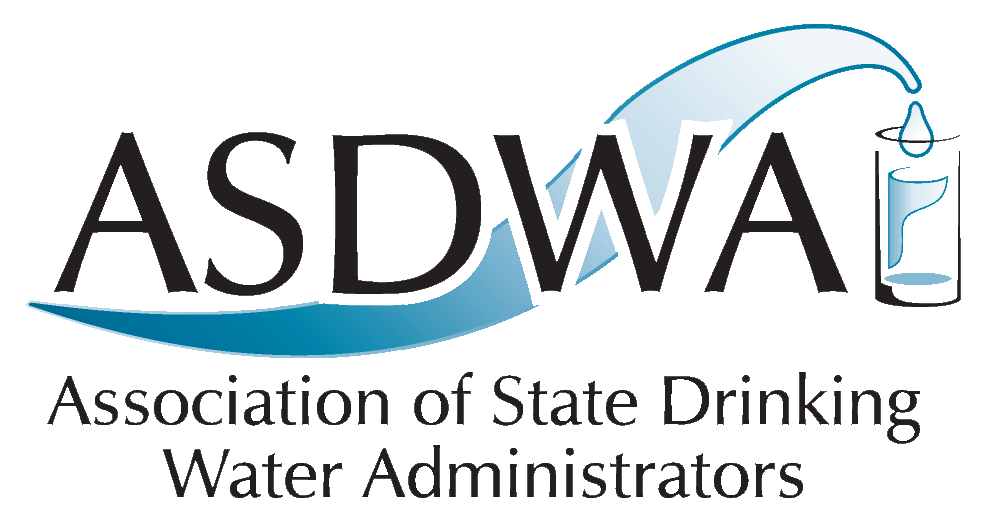 ASDWA
Association of State Drinking
Water Administrators